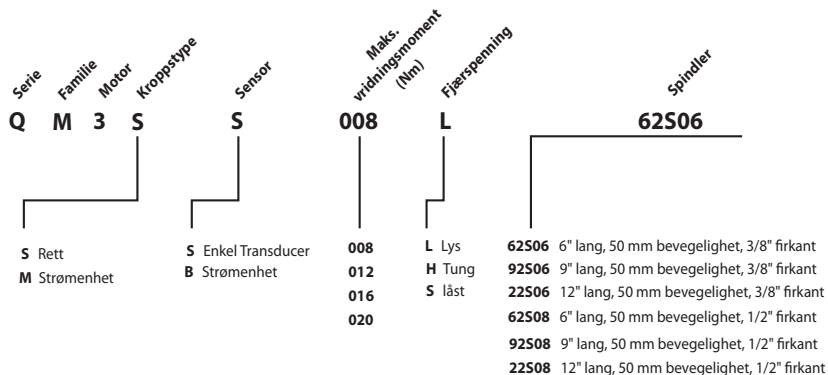 Serie
Familie
Motor
Kroppstype
Sensor
Maks.
vridningsmoment
(Nm)
Fjærspenning
Spindler
Q M 3 S S 008 L 62S06
S Rett
M Strømenhet
S Enkel Transducer
B Strømenhet
008
012
016
020
L Lys
H Tung
S låst
62S06 6" lang, 50 mm bevegelighet, 3/8" firkant
92S06 9" lang, 50 mm bevegelighet, 3/8" firkant
22S06 12" lang, 50 mm bevegelighet, 3/8" firkant
62S08 6" lang, 50 mm bevegelighet, 1/2" firkant
92S08 9" lang, 50 mm bevegelighet, 1/2" firkant
22S08 12" lang, 50 mm bevegelighet, 1/2" firkant